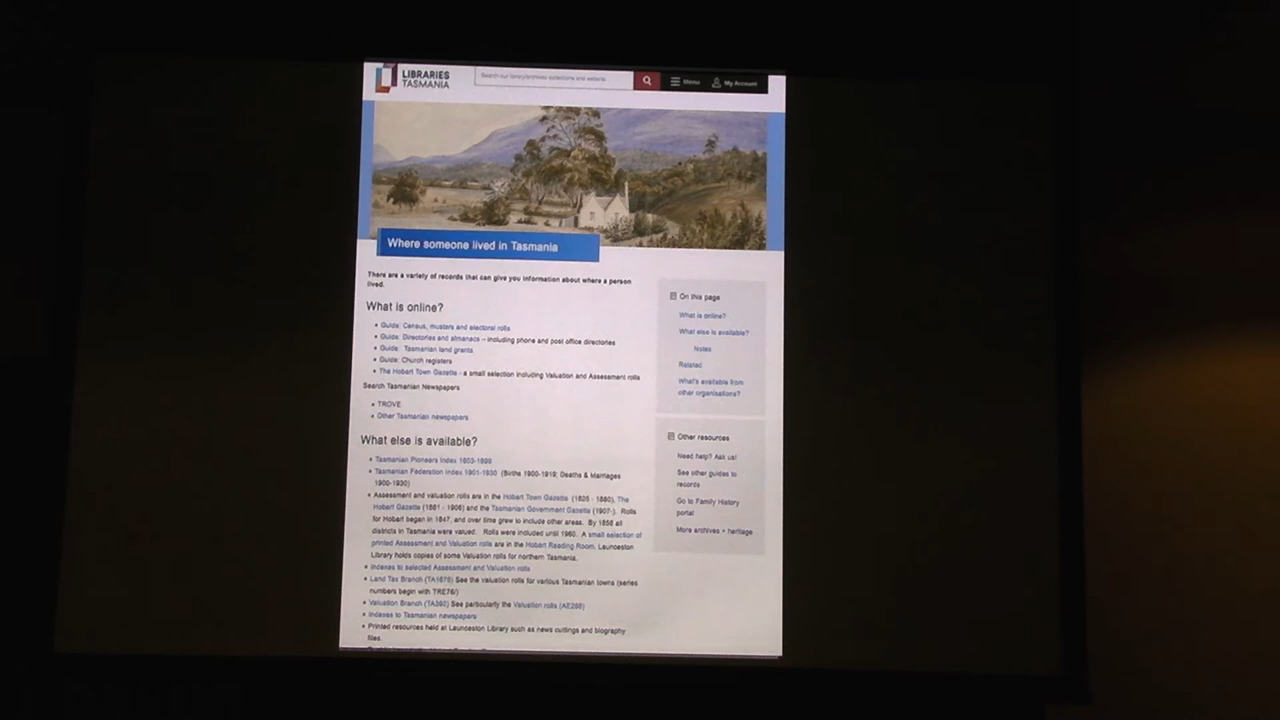 LIBRARIES
TASMANIA
Search our library/archives collections and website
Menu
My Account
Where someone lived in Tasmania
There are a variety of records that can give you information about where a person
lived.
What is online?
Guide: Census, musters and electoral rolls
Guide: Directories and almanacs – including phone and post office directories
Guide: Tasmanian land grants
Guide: Church registers
The Hobart Town Gazette - a small selection including Valuation and Assessment rolls
Search Tasmanian Newspapers
TROVE
Other Tasmanian newspapers
What else is available?
Tasmanian Pioneers Index 1803-1899
Tasmanian Federation Index 1901-1930 (Births 1900-1919; Deaths & Marriages
1900-1930)
Assessment and valuation rolls are in the Hobart Town Gazette (1825 - 1880), The
Hobart Gazette (1881 - 1906) and the Tasmanian Government Gazette (1907-). Rolls
for Hobart began in 1847, and over time grew to include other areas. By 1858 all
districts in Tasmania were valued. Rolls were included until 1960. A small selection of
printed Assessment and Valuation rolls are in the Hobart Reading Room. Launceston
Library holds copies of some Valuation rolls for northern Tasmania.
Indexes to selected Assessment and Valuation rolls
Land Tax Branch See the valuation rolls for various Tasmanian towns (series
numbers begin with TRE76/)
Valuation Branch See particularly the Valuation rolls
Indexes to Tasmanian newspapers
Printed resources held at Launceston Library such as news cuttings and biography
files.
On this page
What is online?
What else is available?
Notes
Related
What's available from
other organisations?
Other resources
Need help? Ask us!
See other guides to
records
Go to Family History
portal
More archives + heritage